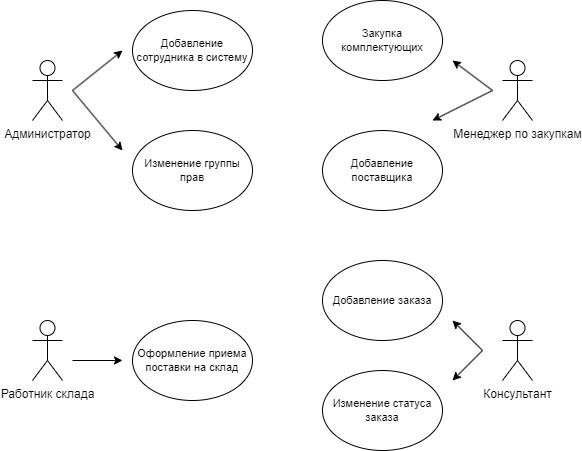 Добавление
сотрудника в систему
Администратор
Изменение группы
прав
Закупка
комплектующих
Менеджер по закупкам
Добавление
поставщика
Оформление приема
поставки на склад
Работник склада
Добавление заказа
Изменение статуса
заказа
Консультант